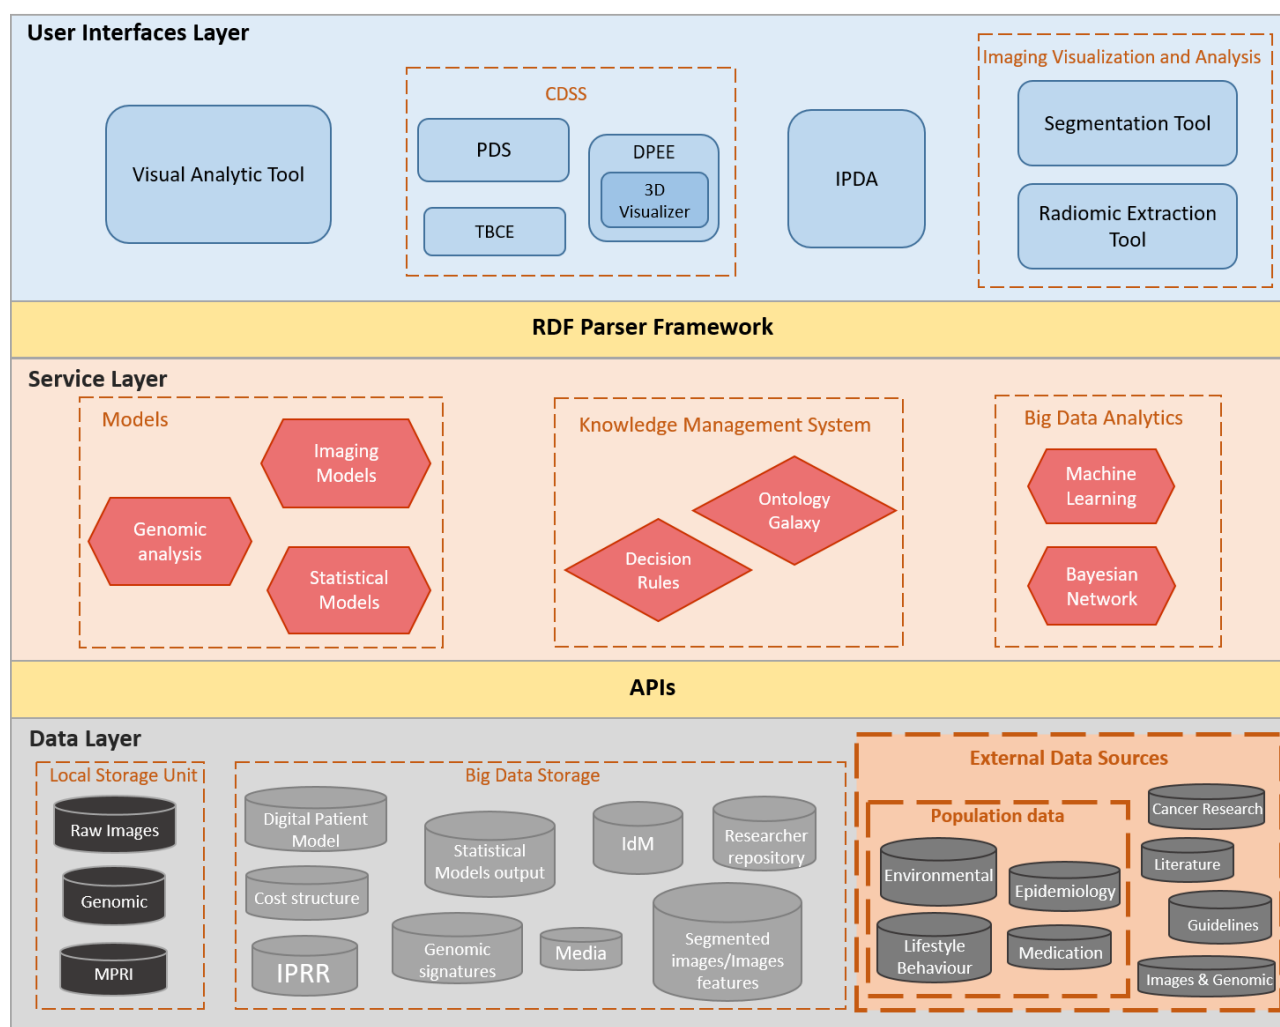 User Interfaces Layer
Visual Analytic Tool
CDSS
PDS
TBCE
DPEE
3D
Visualizer
IPDA
Imaging Visualization and Analysis
Segmentation Tool
Radiomic Extraction
Tool
RDF Parser Framework
Service Layer
Models
Imaging
Models
Genomic
analysis
Statistical
Models
Knowledge Management System
Ontology
Galaxy
Decision
Rules
Big Data Analytics
Machine
Learning
Bayesian
Network
APIs
Data Layer
Local Storage Unit
Raw Images
Genomic
MPRI
Big Data Storage
Digital Patient
Model
Cost structure
IPRR
Statistical
Models output
Genomic
signatures
IdM
Media
Researcher
repository
Segmented
images/Images
features
External Data Sources
Population data
Environmental
Epidemiology
Lifestyle
Behaviour
Medication
Cancer Research
Literature
Guidelines
Images & Genomic